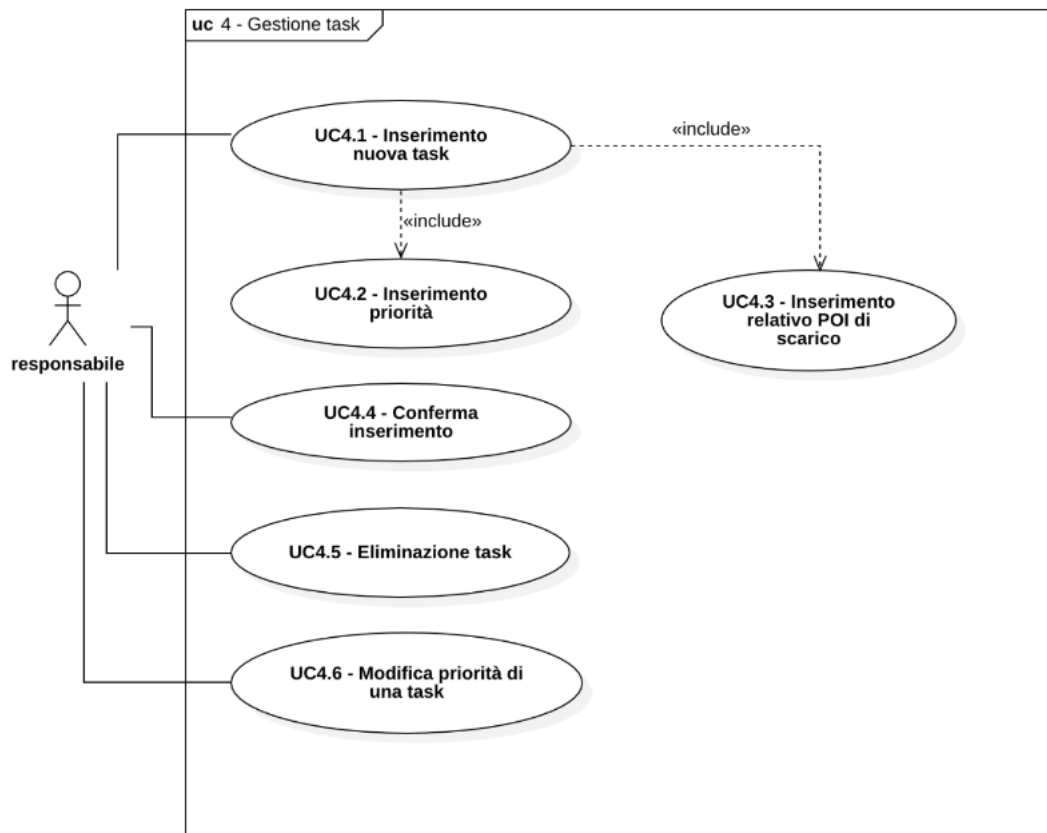 uc 4 - Gestione task
UC4.1 - Inserimento
nuova task
«include»
«include»
UC4.2 - Inserimento
priorità
UC4.3 - Inserimento
relativo POI di
scarico
responsabile
UC4.4 - Conferma
inserimento
UC4.5 - Eliminazione task
UC4.6 - Modifica priorità di
una task